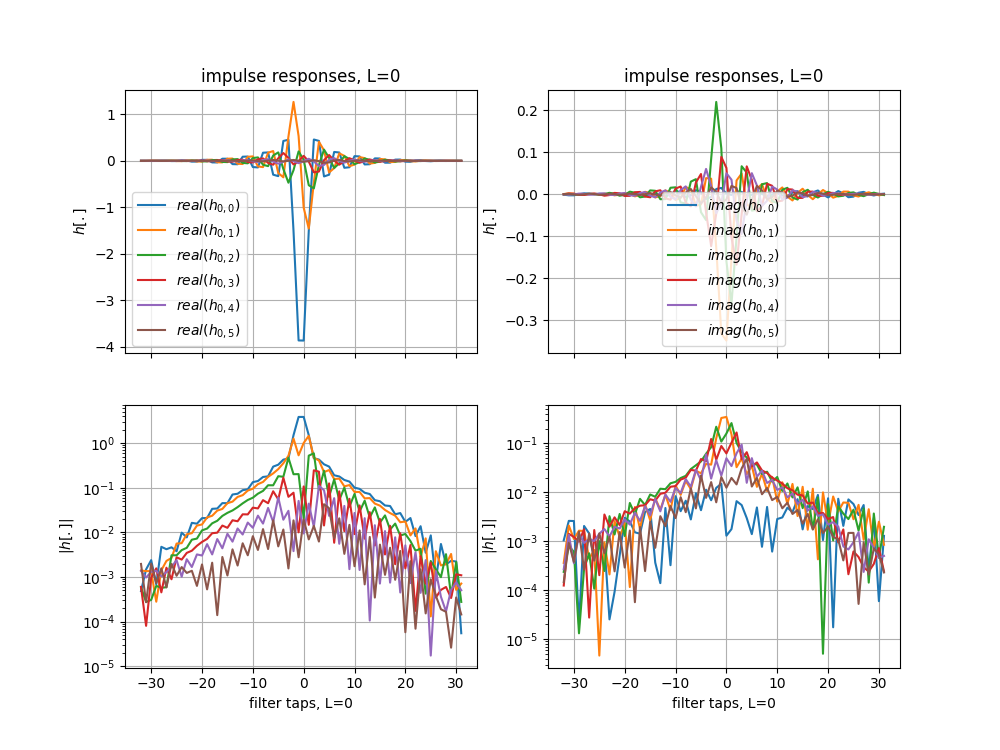 impulse responses, L=0
h[.]
1
0
−1
−2
−3
−4
real(h0,0)
real(h0,1)
real(h0,2)
real(h0,3)
real(h0,4)
real(h0,5)
impulse responses, L=0
h[.]
0.2
0.1
0.0
−0.1
−0.2
−0.3
imag(h0,0)
imag(h0,1)
imag(h0,2)
imag(h0,3)
imag(h0,4)
imag(h0,5)
|h[.]|
10^0
10^−1
10^−2
10^−3
10^−4
10^−5
−30 −20 −10 0 10 20 30
filter taps, L=0
|h[.]|
10^−1
10^−2
10^−3
10^−4
10^−5
−30 −20 −10 0 10 20 30
filter taps, L=0